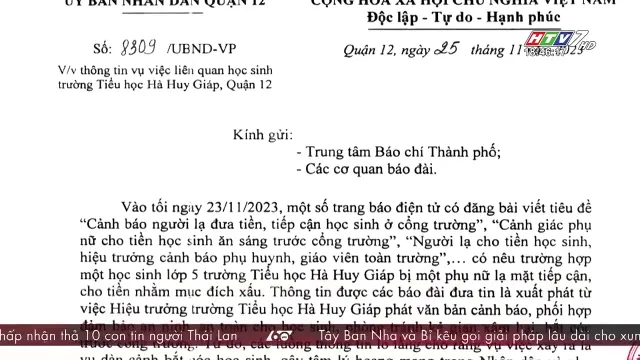 ỦY BAN NHÂN DÂN QUẬN 12
CỘNG HÒA XÃ HỘI CHỦ NGHĨA VIỆT NAM
Độc lập - Tự do - Hạnh phúc
Số: 8309 /UBND-VP
Quận 12, ngày 25 tháng 11
HTV7 HD
18:46:17
V/v thông tin vụ việc liên quan học sinh
trường Tiểu học Hà Huy Giáp, Quận 12
Kính gửi:
- Trung tâm Báo chí Thành phố;
- Các cơ quan báo đài.
Vào tối ngày 23/11/2023, một số trang báo điện tử có đăng bài viết tiêu đề
“Cảnh báo người lạ đưa tiền, tiếp cận học sinh ở cổng trường”, “Cảnh giác phụ
nữ cho tiền học sinh ăn sáng trước cổng trường”, “Người lạ cho tiền học sinh,
hiệu trưởng cảnh báo phụ huynh, giáo viên toàn trường”,… có nêu trường hợp
một học sinh lớp 5 trường Tiểu học Hà Huy Giáp bị một phụ nữ lạ mặt tiếp cận,
cho tiền nhằm mục đích xấu. Thông tin được các báo đài đưa tin là xuất phát từ
việc Hiệu trưởng trường Tiểu học Hà Huy Giáp phát văn bản cảnh báo, phối hợp
hấp nhận thả 10 con tin người Thái Lan
Tây Ban Nha và Bỉ kêu gọi giải pháp lâu dài cho xun